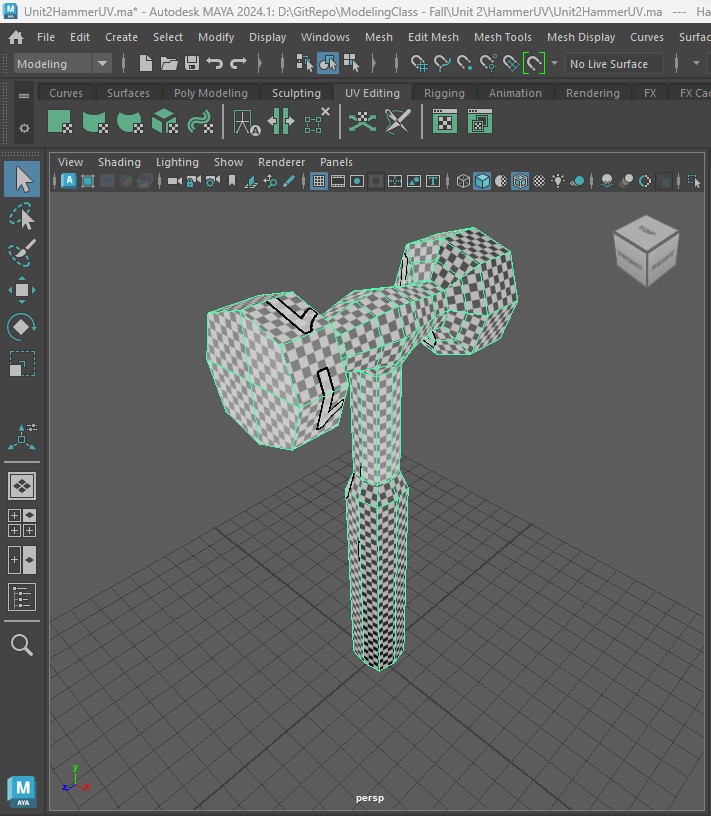 Unit2HammerUV.ma* - Autodesk MAYA 2024.1: D:\GitRepo\ModelingClass - Fall\Unit 2\HammerUV\Unit2HammerUV.ma --- Ha
File Edit Create Select Modify Display Windows Mesh Edit Mesh Mesh Tools Mesh Display Curves Surfac
Modeling No Live Surface
Curves Surfaces Poly Modeling Sculpting UV Editing Rigging Animation Rendering FX FX Ca
View Shading Lighting Show Renderer Panels
TOP
y
z x
persp
M
AYA